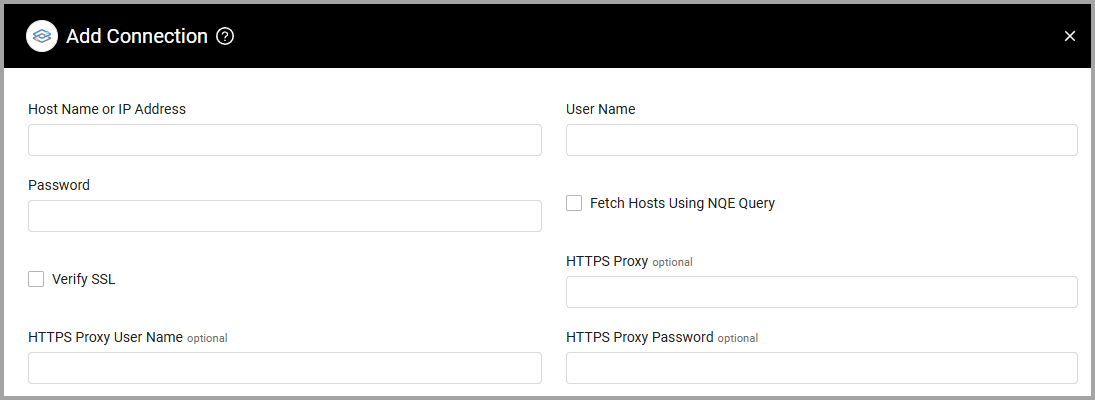 Add Connection ?
Host Name or IP Address
User Name
Password
Fetch Hosts Using NQE Query
Verify SSL
HTTPS Proxy optional
HTTPS Proxy User Name optional
HTTPS Proxy Password optional